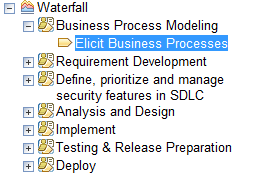 Waterfall
Business Process Modeling
Elicit Business Processes
Requirement Development
Define, prioritize and manage
security features in SDLC
Analysis and Design
Implement
Testing & Release Preparation
Deploy